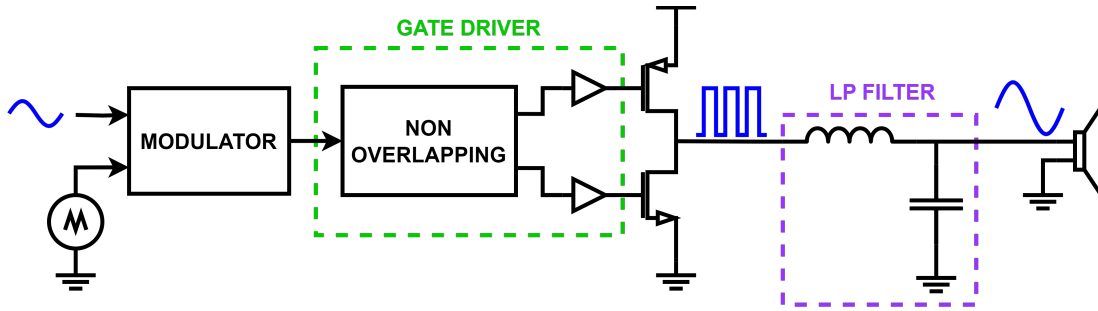 GATE DRIVER
LP FILTER
MODULATOR
NON
OVERLAPPING